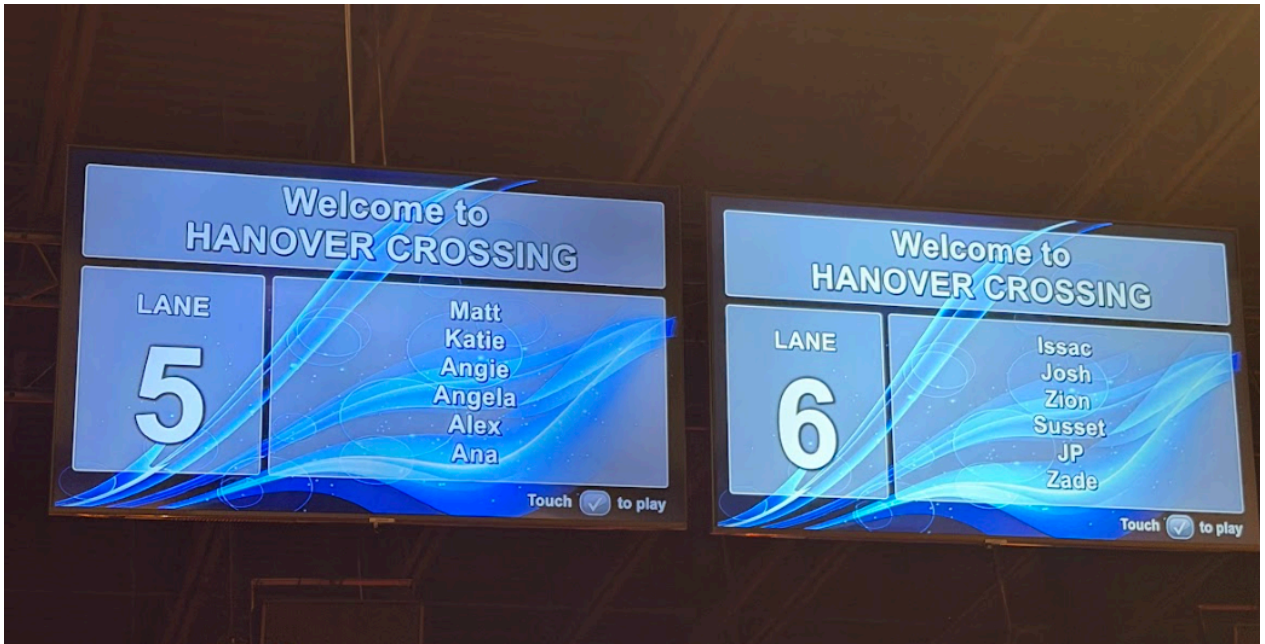 Welcome to
HANOVER CROSSING
LANE
5
Matt
Katie
Angie
Angela
Alex
Ana
Touch to play
Welcome to
HANOVER CROSSING
LANE
6
Issac
Josh
Zion
Susset
JP
Zade
Touch to play